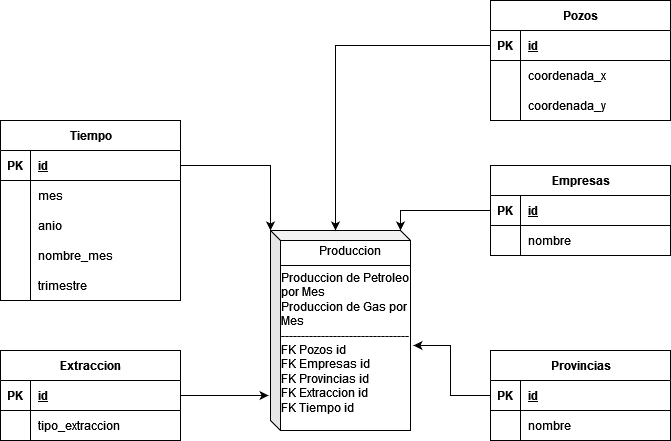 Pozos
PK id
coordenada_x
coordenada_y
Tiempo
PK id
mes
anio
nombre_mes
trimestre
Empresas
PK id
nombre
Produccion
Produccion de Petroleo
por Mes
Produccion de Gas por
Mes
FK Pozos id
FK Empresas id
FK Provincias id
FK Extraccion id
FK Tiempo id
Extraccion
PK id
tipo_extraccion
Provincias
PK id
nombre